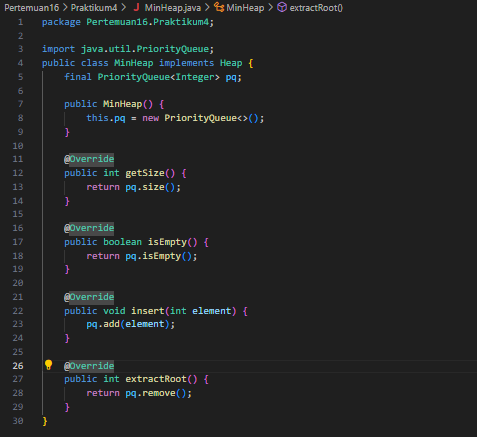 Pertemuan16 > Praktikum4 > J MinHeap.java > MinHeap > extractRoot()
1 package Pertemuan16.Praktikum4;
2
3 import java.util.PriorityQueue;
4 public class MinHeap implements Heap {
5 final PriorityQueue<Integer> pq;
6
7 public MinHeap() {
8 this.pq = new PriorityQueue<>();
9 }
10
11 @Override
12 public int getSize() {
13 return pq.size();
14 }
15
16 @Override
17 public boolean isEmpty() {
18 return pq.isEmpty();
19 }
20
21 @Override
22 public void insert(int element) {
23 pq.add(element);
24 }
25
26 @Override
27 public int extractRoot() {
28 return pq.remove();
29 }
30 }